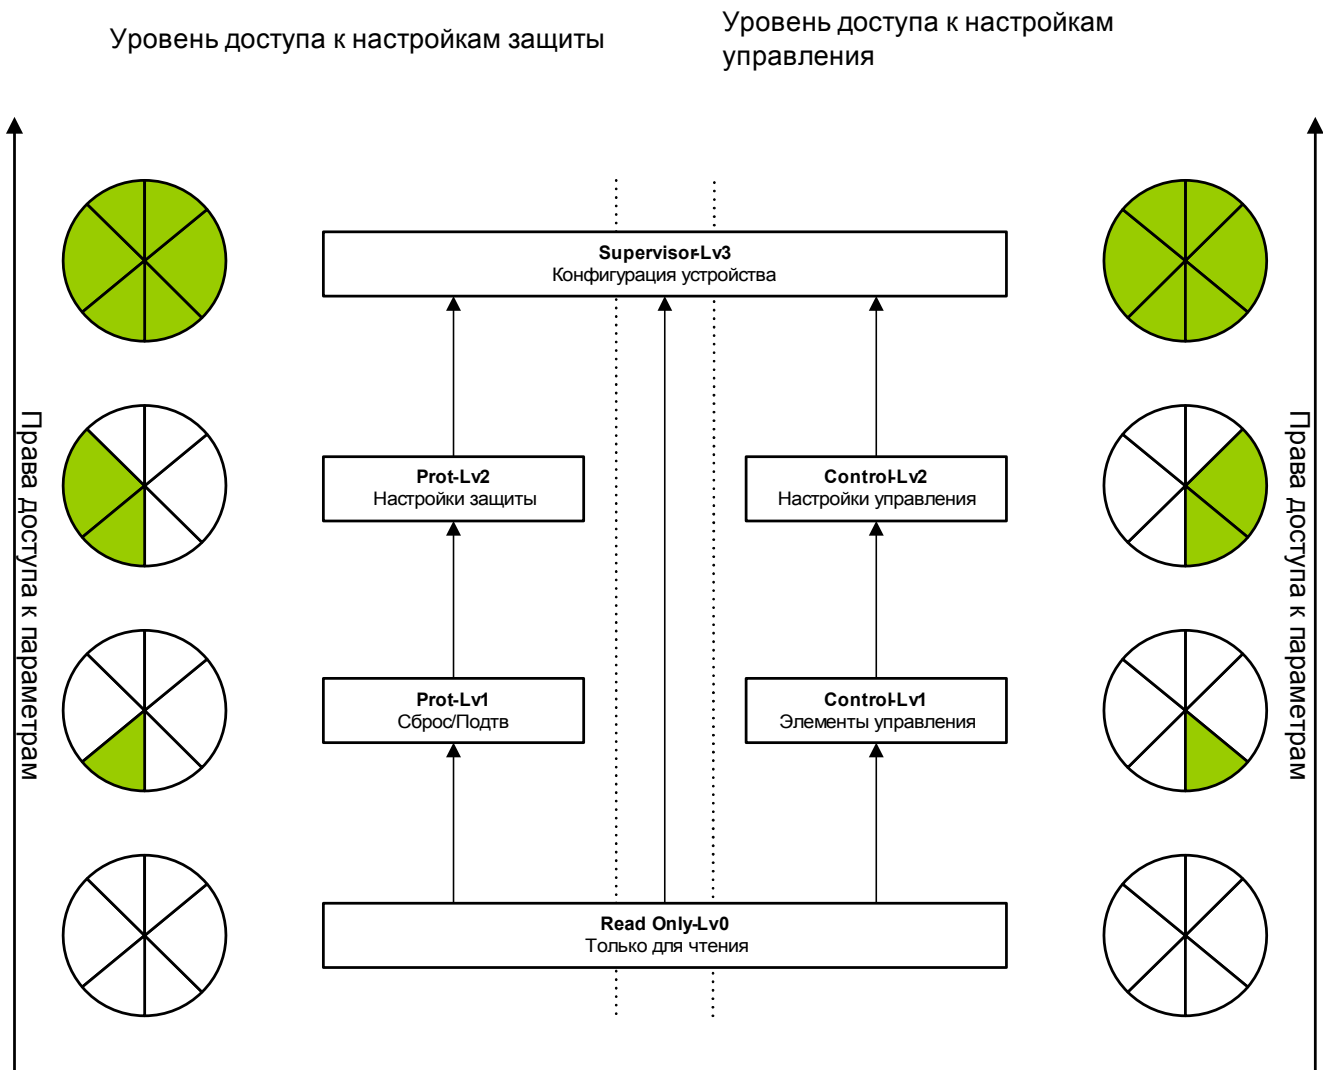 Уровень доступа к настройкам защиты
Уровень доступа к настройкам
управления
Supervisor-Lv3
Конфигурация устройства
Права доступа к параметрам
Права доступа к параметрам
Prot-Lv2
Настройки защиты
Control-Lv2
Настройки управления
Prot-Lv1
Сброс/Подтв
Control-Lv1
Элементы управления
Read Only-Lv0
Только для чтения